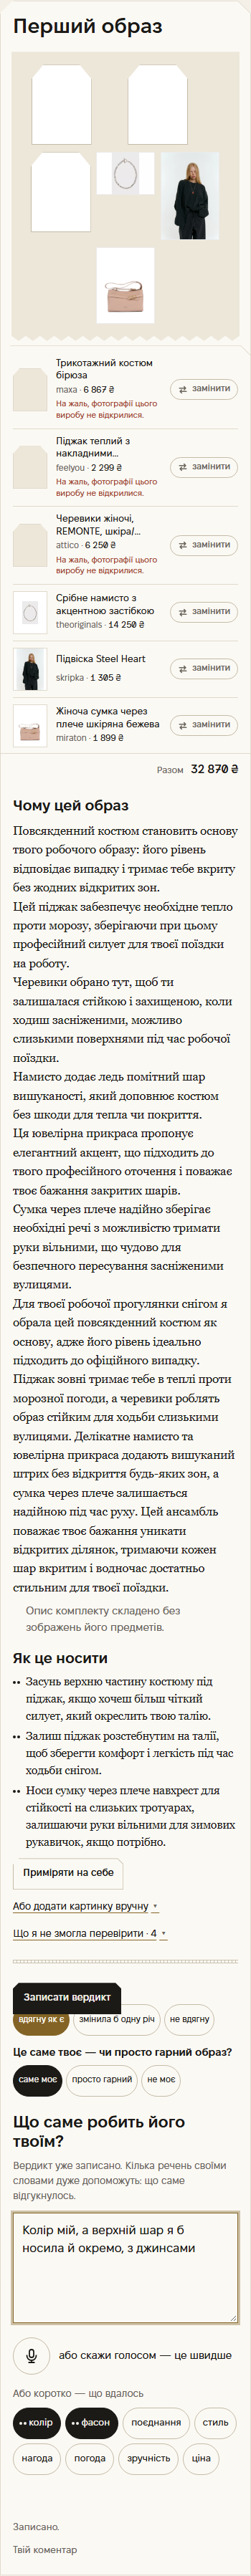 Перший образ
Трикотажний костюм
бірюза
maxa · 6 867 ₴
На жаль, фотографії цього
виробу не відкрилися.
замінити
Піджак теплий з
накладними...
feelyou · 2 299 ₴
На жаль, фотографії цього
виробу не відкрилися.
замінити
Черевики жіночі,
REMONTE, шкіра/...
attico · 6 250 ₴
На жаль, фотографії цього
виробу не відкрилися.
замінити
Срібне намисто з
акцентною застібкою
theoriginals · 14 250 ₴
замінити
Підвіска Steel Heart
skripka · 1 305 ₴
замінити
Жіноча сумка через
плече шкіряна бежева
miraton · 1 899 ₴
замінити
Разом 32 870 ₴
Чому цей образ
Повсякденний костюм становить основу
твого робочого образу: його рівень
відповідає випадку і тримає тебе вкриту
без жодних відкритих зон.
Цей піджак забезпечує необхідне тепло
проти морозу, зберігаючи при цьому
професійний силует для твоєї поїздки
на роботу.
Черевики обрано тут, щоб ти
залишалася стійкою і захищеною, коли
ходиш засніженими, можливо
слизькими поверхнями під час робочої
поїздки.
Намисто додає ледь помітний шар
вишуканості, який доповнює костюм
без шкоди для тепла чи покриття.
Ця ювелірна прикраса пропонує
елегантний акцент, що підходить до
твого професійного оточення і поважає
твоє бажання закритих шарів.
Сумка через плече надійно зберігає
необхідні речі з можливістю тримати
руки вільними, що чудово для
безпечного пересування засніженими
вулицями.
Для твоєї робочої прогулянки снігом я
обрала цей повсякденний костюм як
основу, адже його рівень ідеально
підходить до офіційного випадку.
Піджак зовні тримає тебе в теплі проти
морозної погоди, а черевики роблять
образ стійким для ходьби слизькими
вулицями. Делікатне намисто та
ювелірна прикраса додають вишуканий
штрих без відкриття будь-яких зон, а
сумка через плече залишається
надійною під час руху. Цей ансамбль
поважає твоє бажання уникати
відкритих ділянок, тримаючи кожен
шар вкритим і водночас достатньо
стильним для твоєї поїздки.
Опис комплекту складено без
зображень його предметів.
Як це носити
Засунь верхню частину костюму під
піджак, якщо хочеш більш чіткий
силует, який окреслить твою талію.
Залиш піджак розстебнутим на талії,
щоб зберегти комфорт і легкість під час
ходьби снігом.
Носи сумку через плече навхрест для
стійкості на слизьких тротуарах,
залишаючи руки вільними для зимових
рукавичок, якщо потрібно.
Приміряти на себе
Або додати картинку вручну
Що я не змогла перевірити · 4
Записати вердикт
вдягну як є
змінила б одну річ
не вдягну
Це саме твоє — чи просто гарний образ?
саме моє
просто гарний
не моє
Що саме робить його
твоїм?
Вердикт уже записано. Кілька речень своїми
словами дуже допоможуть: що саме
відгукнулось.
Колір мій, а верхній шар я б
носила й окремо, з джинсами
або скажи голосом — це швидше
Або коротко — що вдалось
колір
фасон
поєднання
стиль
нагода
погода
зручність
ціна
Записано.
Твій коментар